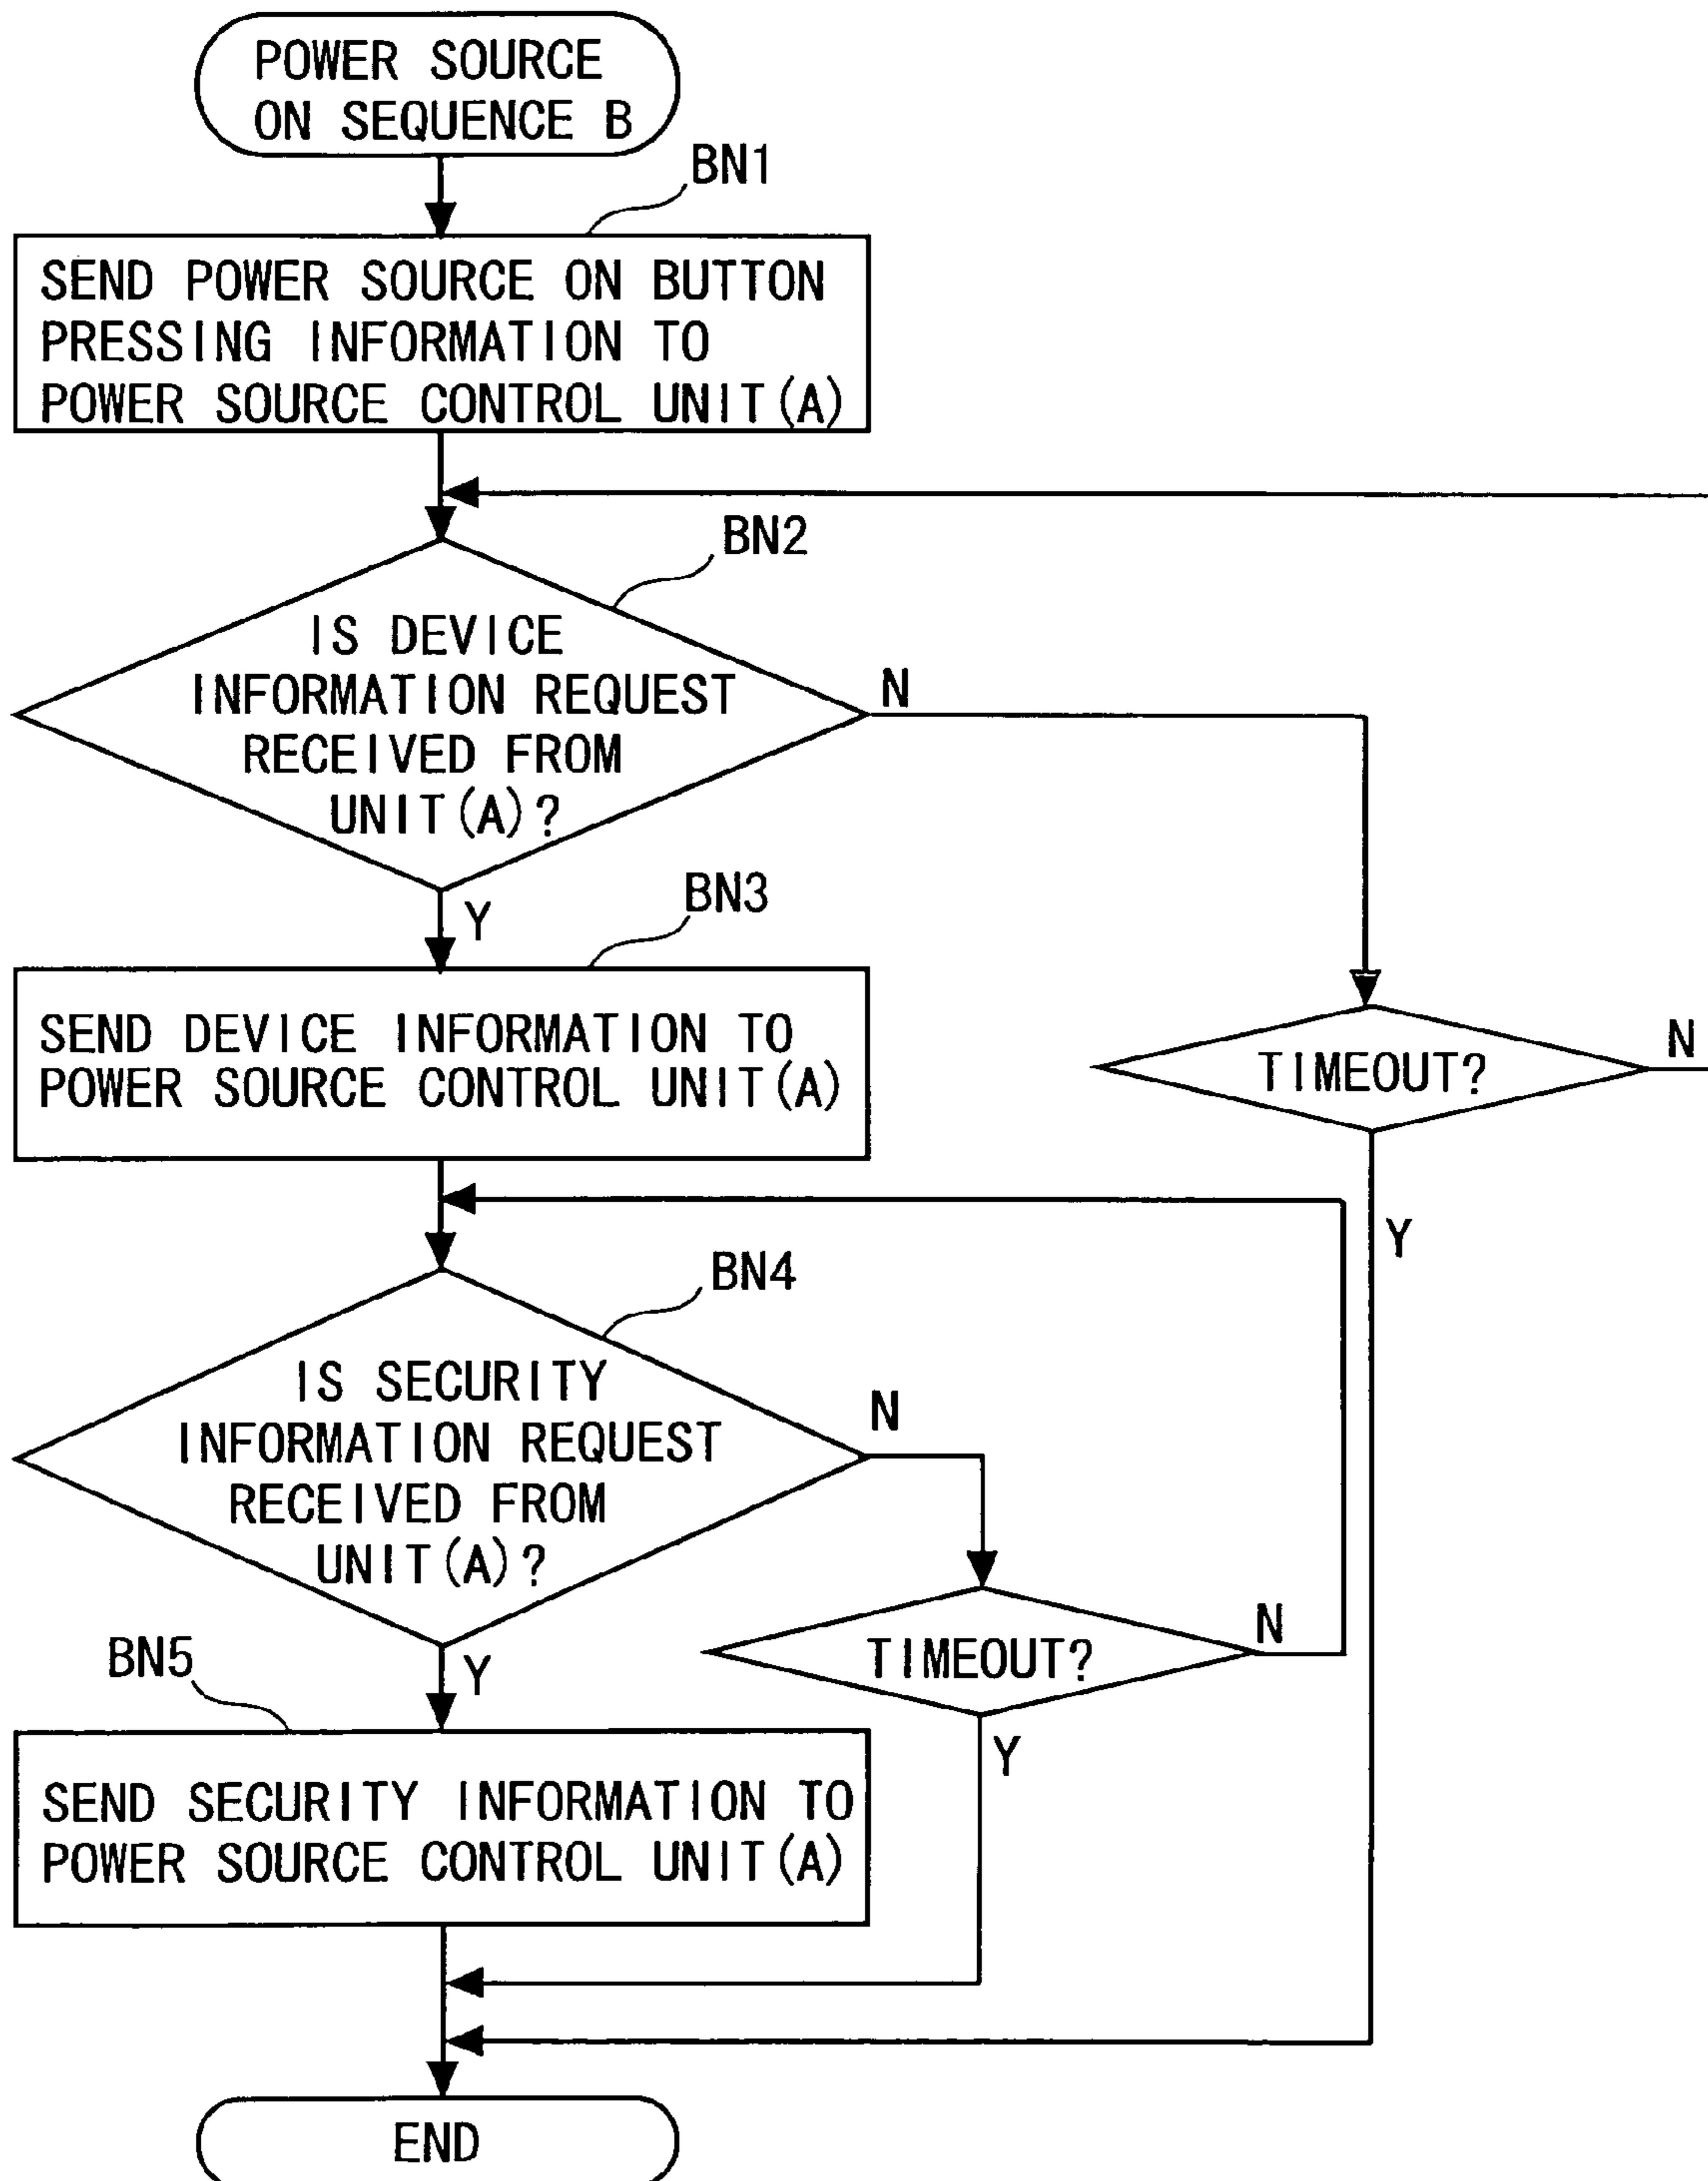 POWER SOURCE
ON SEQUENCE B
BN1
SEND POWER SOURCE ON BUTTON
PRESSING INFORMATION TO
POWER SOURCE CONTROL UNIT(A)
BN2
IS DEVICE
INFORMATION REQUEST
RECEIVED FROM
UNIT(A)?
N
Y
BN3
SEND DEVICE INFORMATION TO
POWER SOURCE CONTROL UNIT(A)
TIMEOUT?
N
Y
BN4
IS SECURITY
INFORMATION REQUEST
RECEIVED FROM
UNIT(A)?
N
Y
TIMEOUT?
N
Y
BN5
SEND SECURITY INFORMATION TO
POWER SOURCE CONTROL UNIT(A)
END